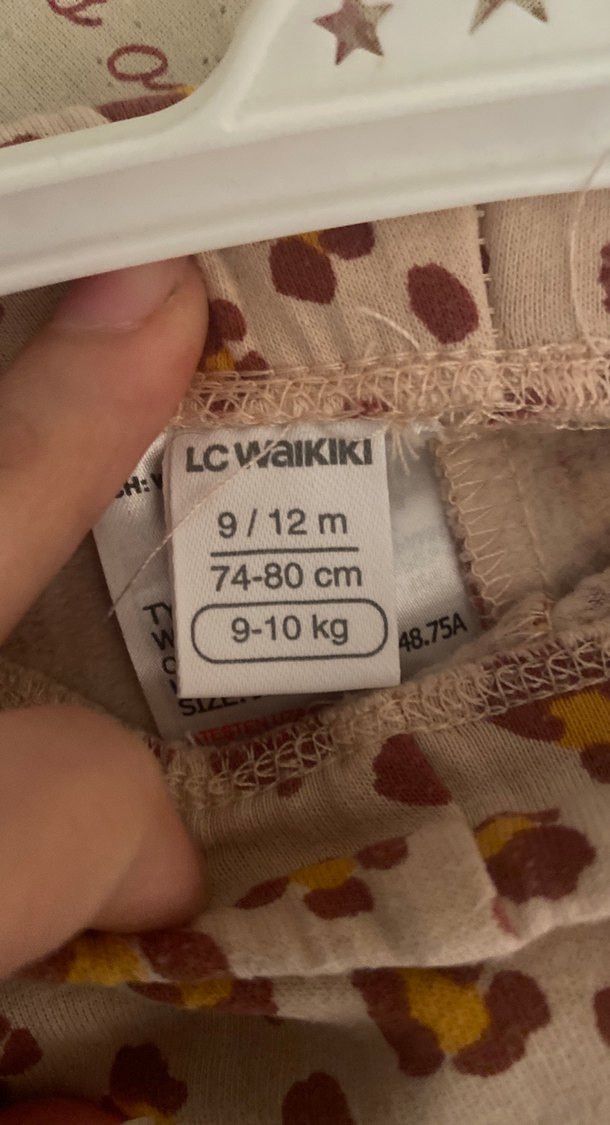 LC WAIKIKI
9 / 12 m
74-80 cm
9-10 kg
48.75A